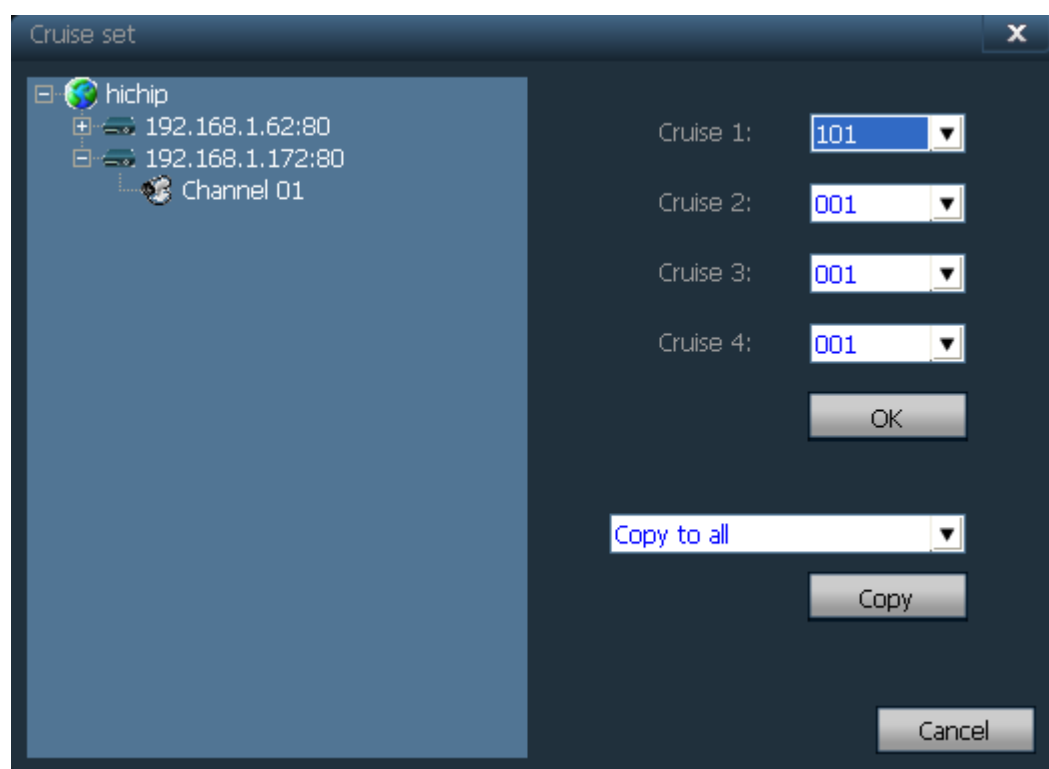 Cruise set
x
hichip
192.168.1.62:80
192.168.1.172:80
Channel 01
Cruise 1: 101
Cruise 2: 001
Cruise 3: 001
Cruise 4: 001
OK
Copy to all
Copy
Cancel